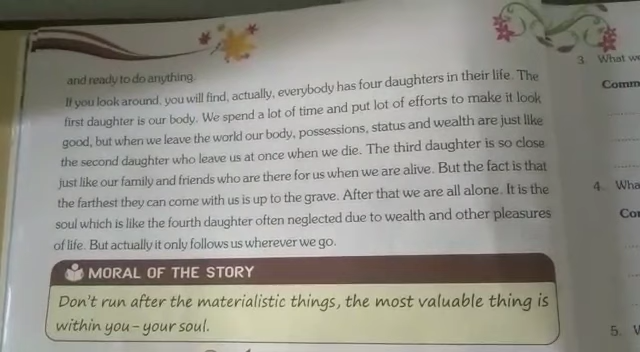 and ready to do anything.
If you look around, you will find, actually, everybody has four daughters in their life. The
first daughter is our body. We spend a lot of time and put lot of efforts to make it look
good, but when we leave the world our body, possessions, status and wealth are just like
the second daughter who leave us at once when we die. The third daughter is so close
just like our family and friends who are there for us when we are alive. But the fact is that
the farthest they can come with us is up to the grave. After that we are all alone. It is the
soul which is like the fourth daughter often neglected due to wealth and other pleasures
of life. But actually it only follows us wherever we go.
MORAL OF THE STORY
Don't run after the materialistic things, the most valuable thing is
within you – your soul.
3. What
4.
5.